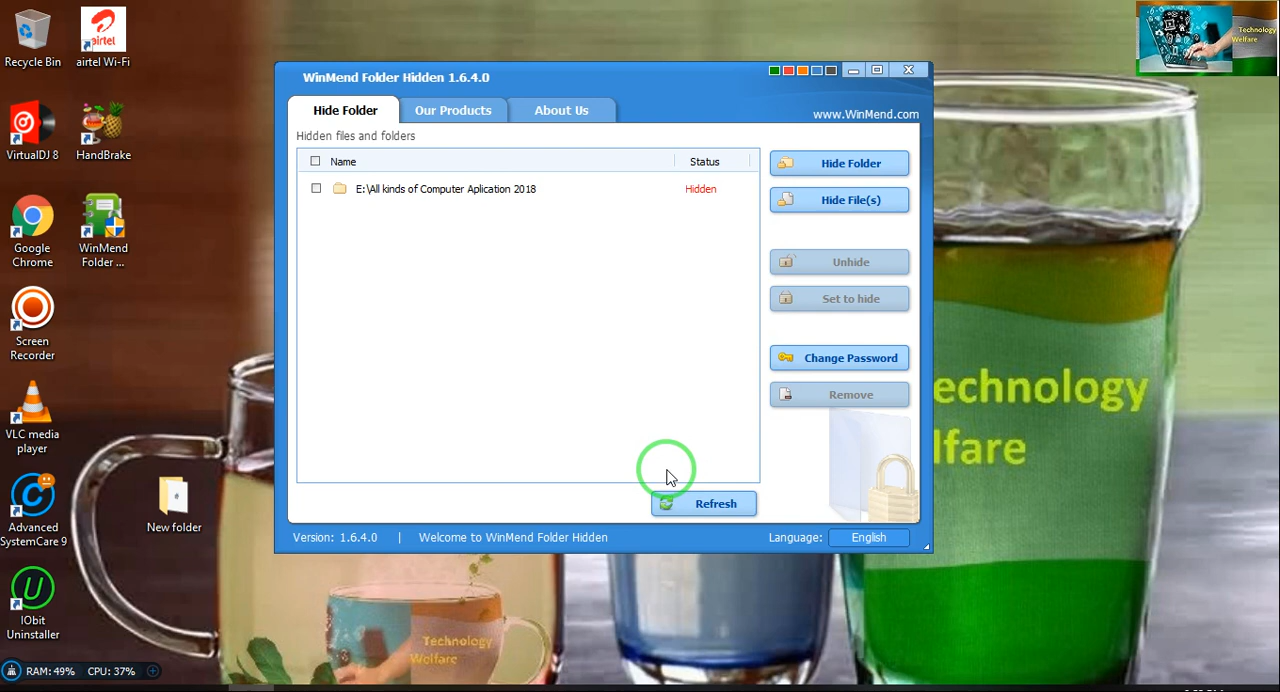 Recycle Bin
airtel
airtel Wi-Fi
VirtualDJ 8
HandBrake
Google
Chrome
WinMend
Folder ...
Screen
Recorder
VLC media
player
Advanced
SystemCare 9
New folder
IObit
Uninstaller
RAM: 49% CPU: 37%
WinMend Folder Hidden 1.6.4.0
Hide Folder
Our Products
About Us
www.WinMend.com
Hidden files and folders
Name
Status
E:\All kinds of Computer Aplication 2018
Hidden
Hide Folder
Hide File(s)
Unhide
Set to hide
Change Password
Remove
Refresh
Version: 1.6.4.0 | Welcome to WinMend Folder Hidden
Language: English
Technology
Welfare
Technology
lfare
Technology
Welfare